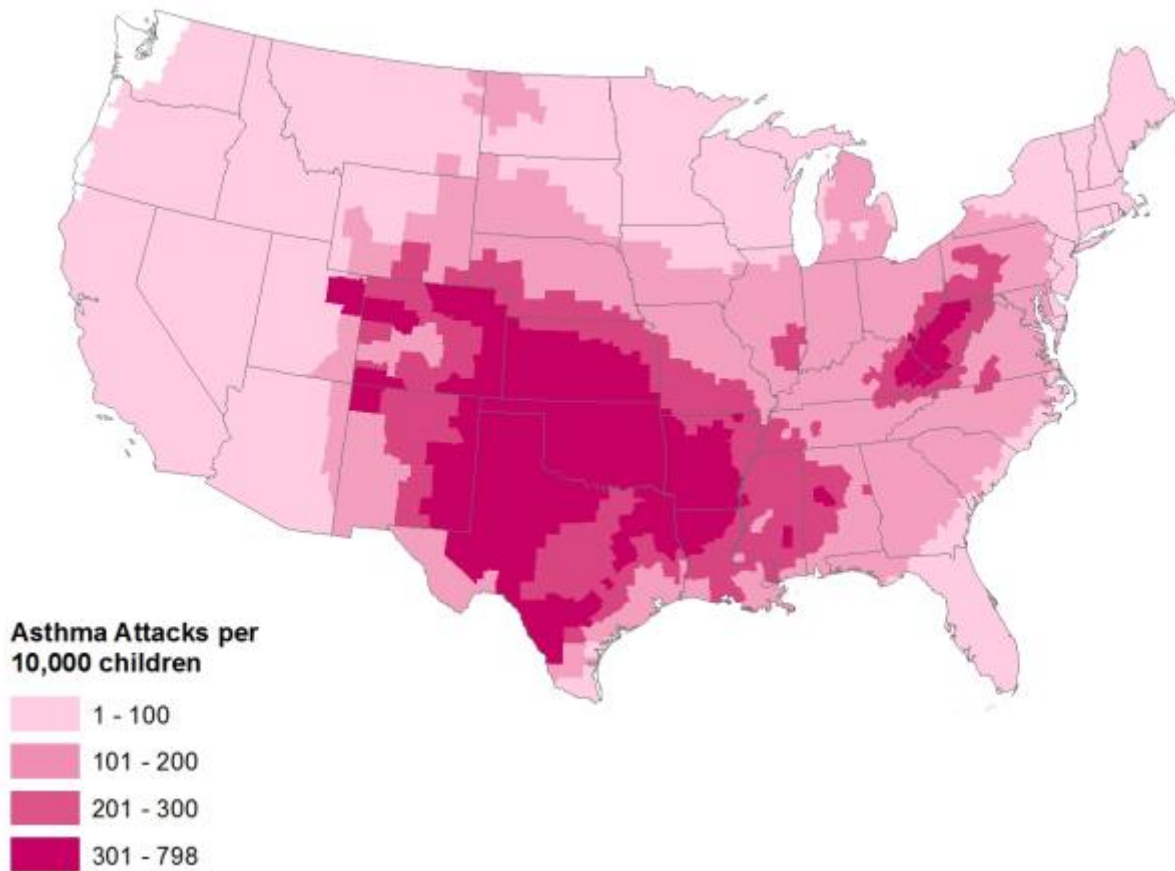 Asthma Attacks per
10,000 children
1 - 100
101 - 200
201 - 300
301 - 798